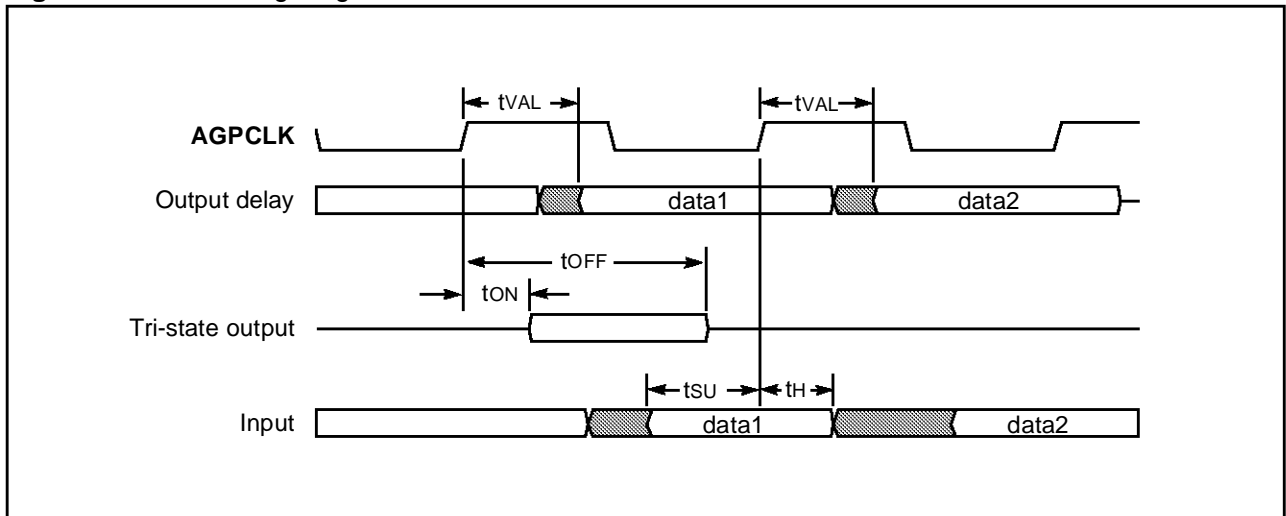 tVAL tVAL
AGPCLK
Output delay data1 data2
tOFF
tON
Tri-state output
tSU tH
Input data1 data2